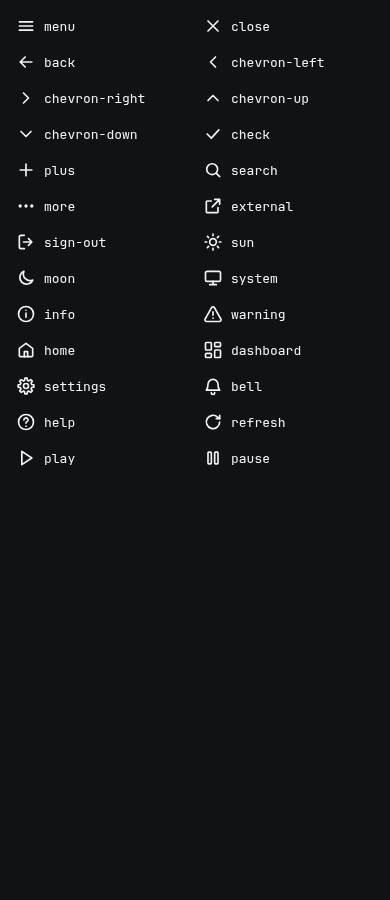 menu
close
back
chevron-left
chevron-right
chevron-up
chevron-down
check
plus
search
more
external
sign-out
sun
moon
system
info
warning
home
dashboard
settings
bell
help
refresh
play
pause